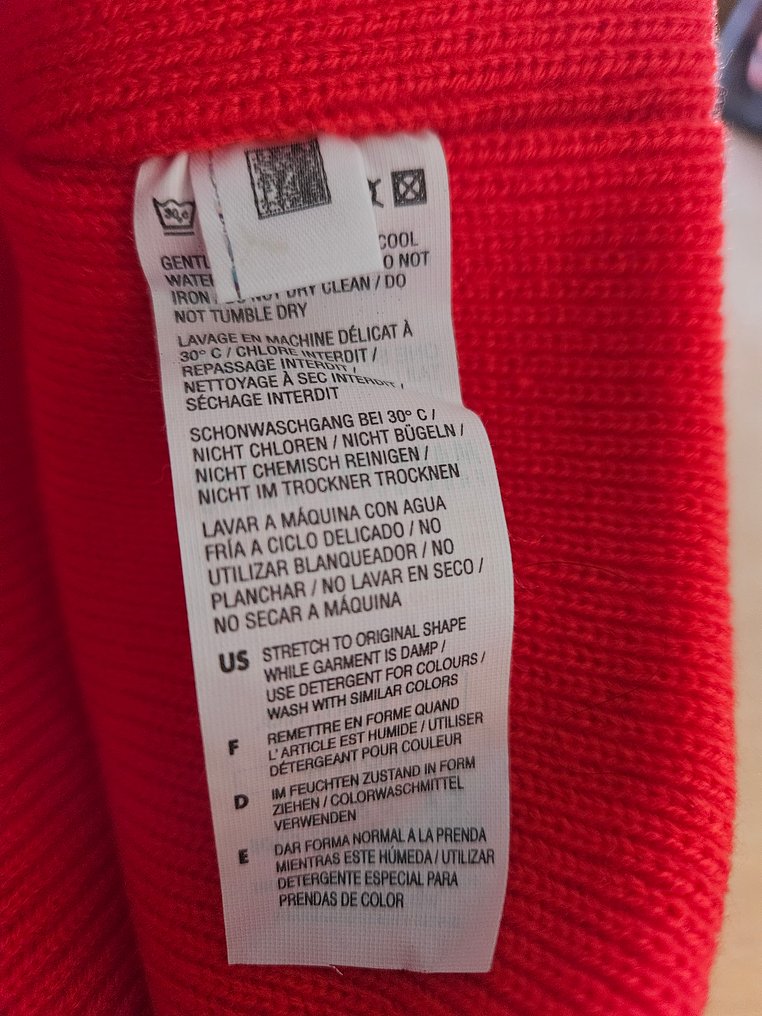 30°C
GENTL COOL
WATE O NOT
IRON DRY CLEAN / DO
NOT TUMBLE DRY
LAVAGE EN MACHINE DÉLICAT À
30° C / CHLORE INTERDIT /
REPASSAGE INTERDIT /
NETTOYAGE À SEC INTERDIT /
SÉCHAGE INTERDIT
SCHONWASCHGANG BEI 30° C /
NICHT CHLOREN / NICHT BÜGELN /
NICHT CHEMISCH REINIGEN /
NICHT IM TROCKNER TROCKNEN
LAVAR A MÁQUINA CON AGUA
FRÍA A CICLO DELICADO / NO
UTILIZAR BLANQUEADOR / NO
PLANCHAR / NO LAVAR EN SECO /
NO SECAR A MÁQUINA
US STRETCH TO ORIGINAL SHAPE
WHILE GARMENT IS DAMP /
USE DETERGENT FOR COLOURS /
WASH WITH SIMILAR COLORS
F REMETTRE EN FORME QUAND
L'ARTICLE EST HUMIDE / UTILISER
DÉTERGEANT POUR COULEUR
D IM FEUCHTEN ZUSTAND IN FORM
ZIEHEN / COLORWASCHMITTEL
VERWENDEN
E DAR FORMA NORMAL A LA PRENDA
MIENTRAS ESTE HÚMEDA / UTILIZAR
DETERGENTE ESPECIAL PARA
PRENDAS DE COLOR